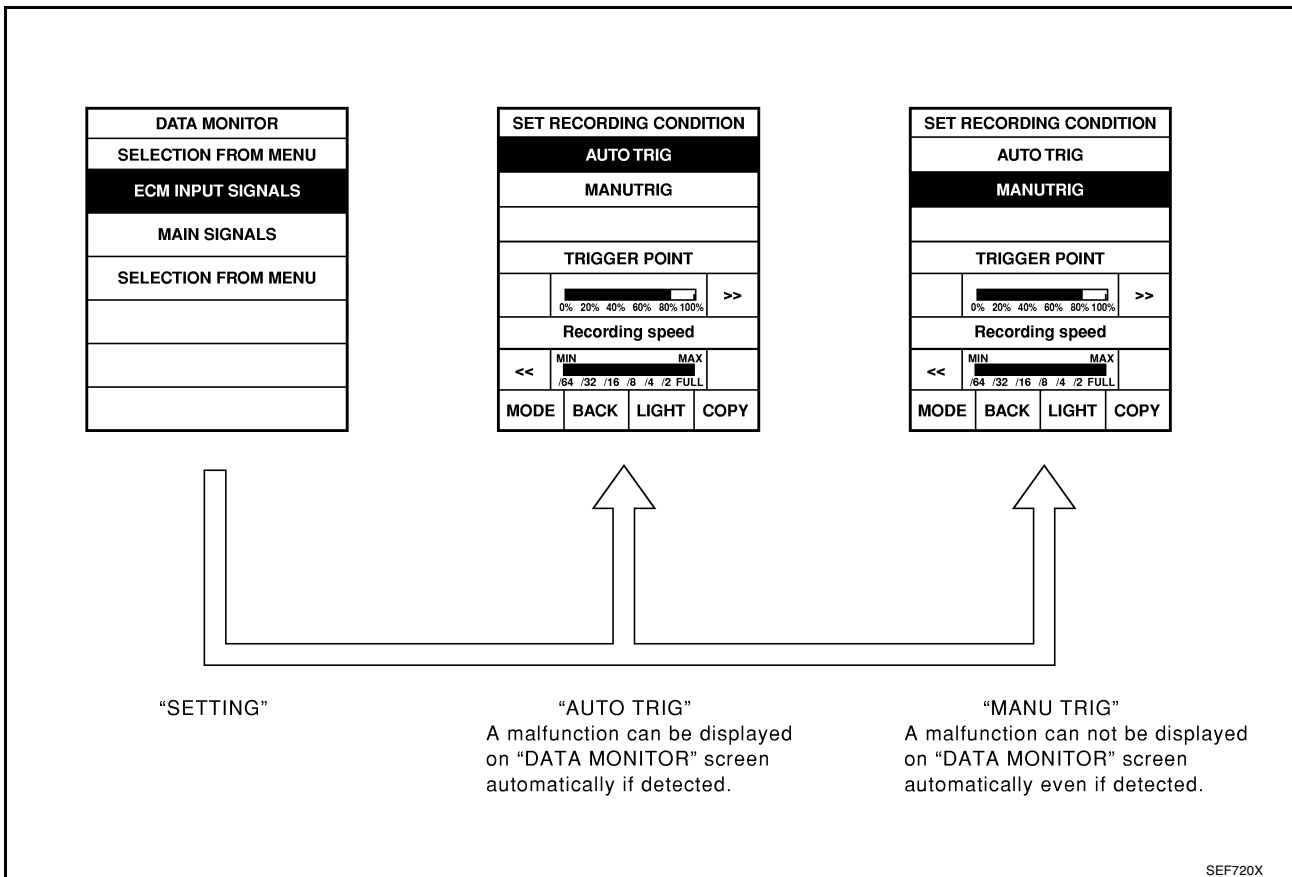 DATA MONITOR
SELECTION FROM MENU
ECM INPUT SIGNALS
MAIN SIGNALS
SELECTION FROM MENU
SET RECORDING CONDITION
AUTO TRIG
MANUTRIG
TRIGGER POINT
>>
0% 20% 40% 60% 80% 100%
Recording speed
MIN MAX
<<
/64 /32 /16 /8 /4 /2 FULL
MODE BACK LIGHT COPY
SET RECORDING CONDITION
AUTO TRIG
MANUTRIG
TRIGGER POINT
>>
0% 20% 40% 60% 80% 100%
Recording speed
MIN MAX
<<
/64 /32 /16 /8 /4 /2 FULL
MODE BACK LIGHT COPY
“SETTING”
“AUTO TRIG”
A malfunction can be displayed
on “DATA MONITOR” screen
automatically if detected.
“MANU TRIG”
A malfunction can not be displayed
on “DATA MONITOR” screen
automatically even if detected.
SEF720X